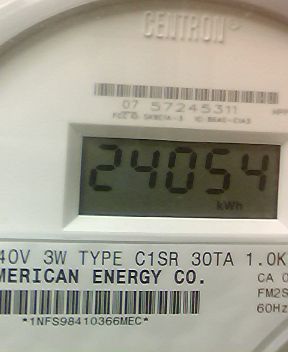 CENTRON®
07 57245311
24054
kWh
40V 3W TYPE C1SR 30TA 1.0K
MERICAN ENERGY CO.
CA 0
FM2S
60Hz
*1NFS98410366MEC*